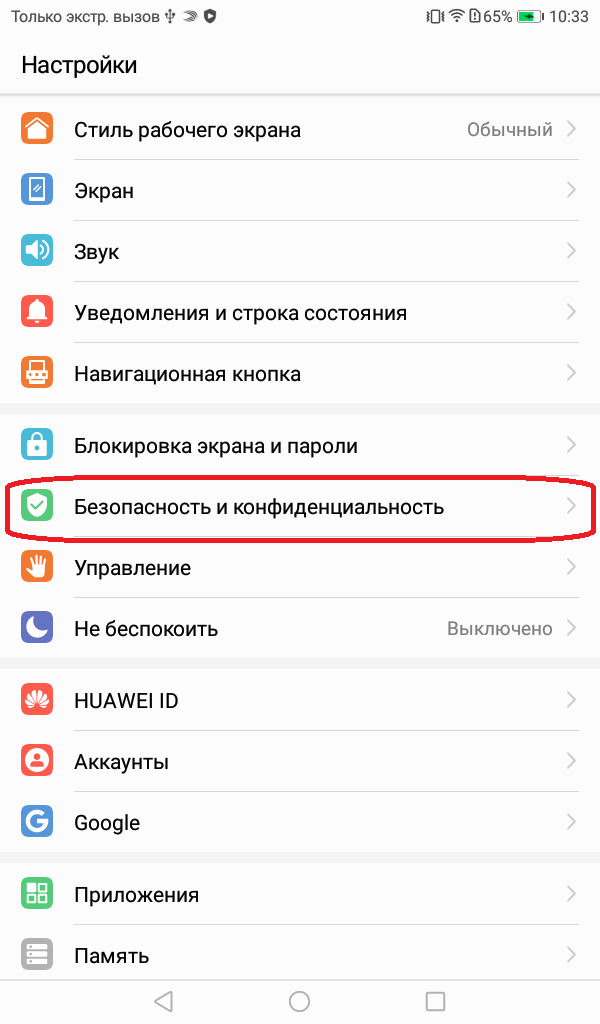 Только экстр. вызов 65% 10:33
Настройки
Стиль рабочего экрана Обычный
Экран
Звук
Уведомления и строка состояния
Навигационная кнопка
Блокировка экрана и пароли
Безопасность и конфиденциальность
Управление
Не беспокоить Выключено
HUAWEI ID
Аккаунты
Google
Приложения
Память